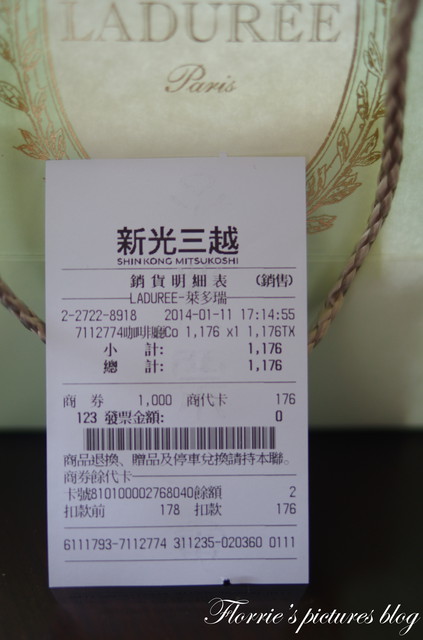 LADURÉE
Paris
新光三越
SHIN KONG MITSUKOSHI
銷貨明細表 (銷售)
LADUREE-萊多瑞
2-2722-8918 2014-01-11 17:14:55
7112774咖啡廳Co 1,176 x1 1,176TX
小 計: 1,176
總 計: 1,176
商 券 1,000 商代卡 176
123 發票金額: 0
商品退換、贈品及停車兌換請持本聯。
商券餘代卡
卡號810100002768040餘額 2
扣款前 178 扣款 176
6111793-7112774 311235-020360 0111
Florrie's pictures blog